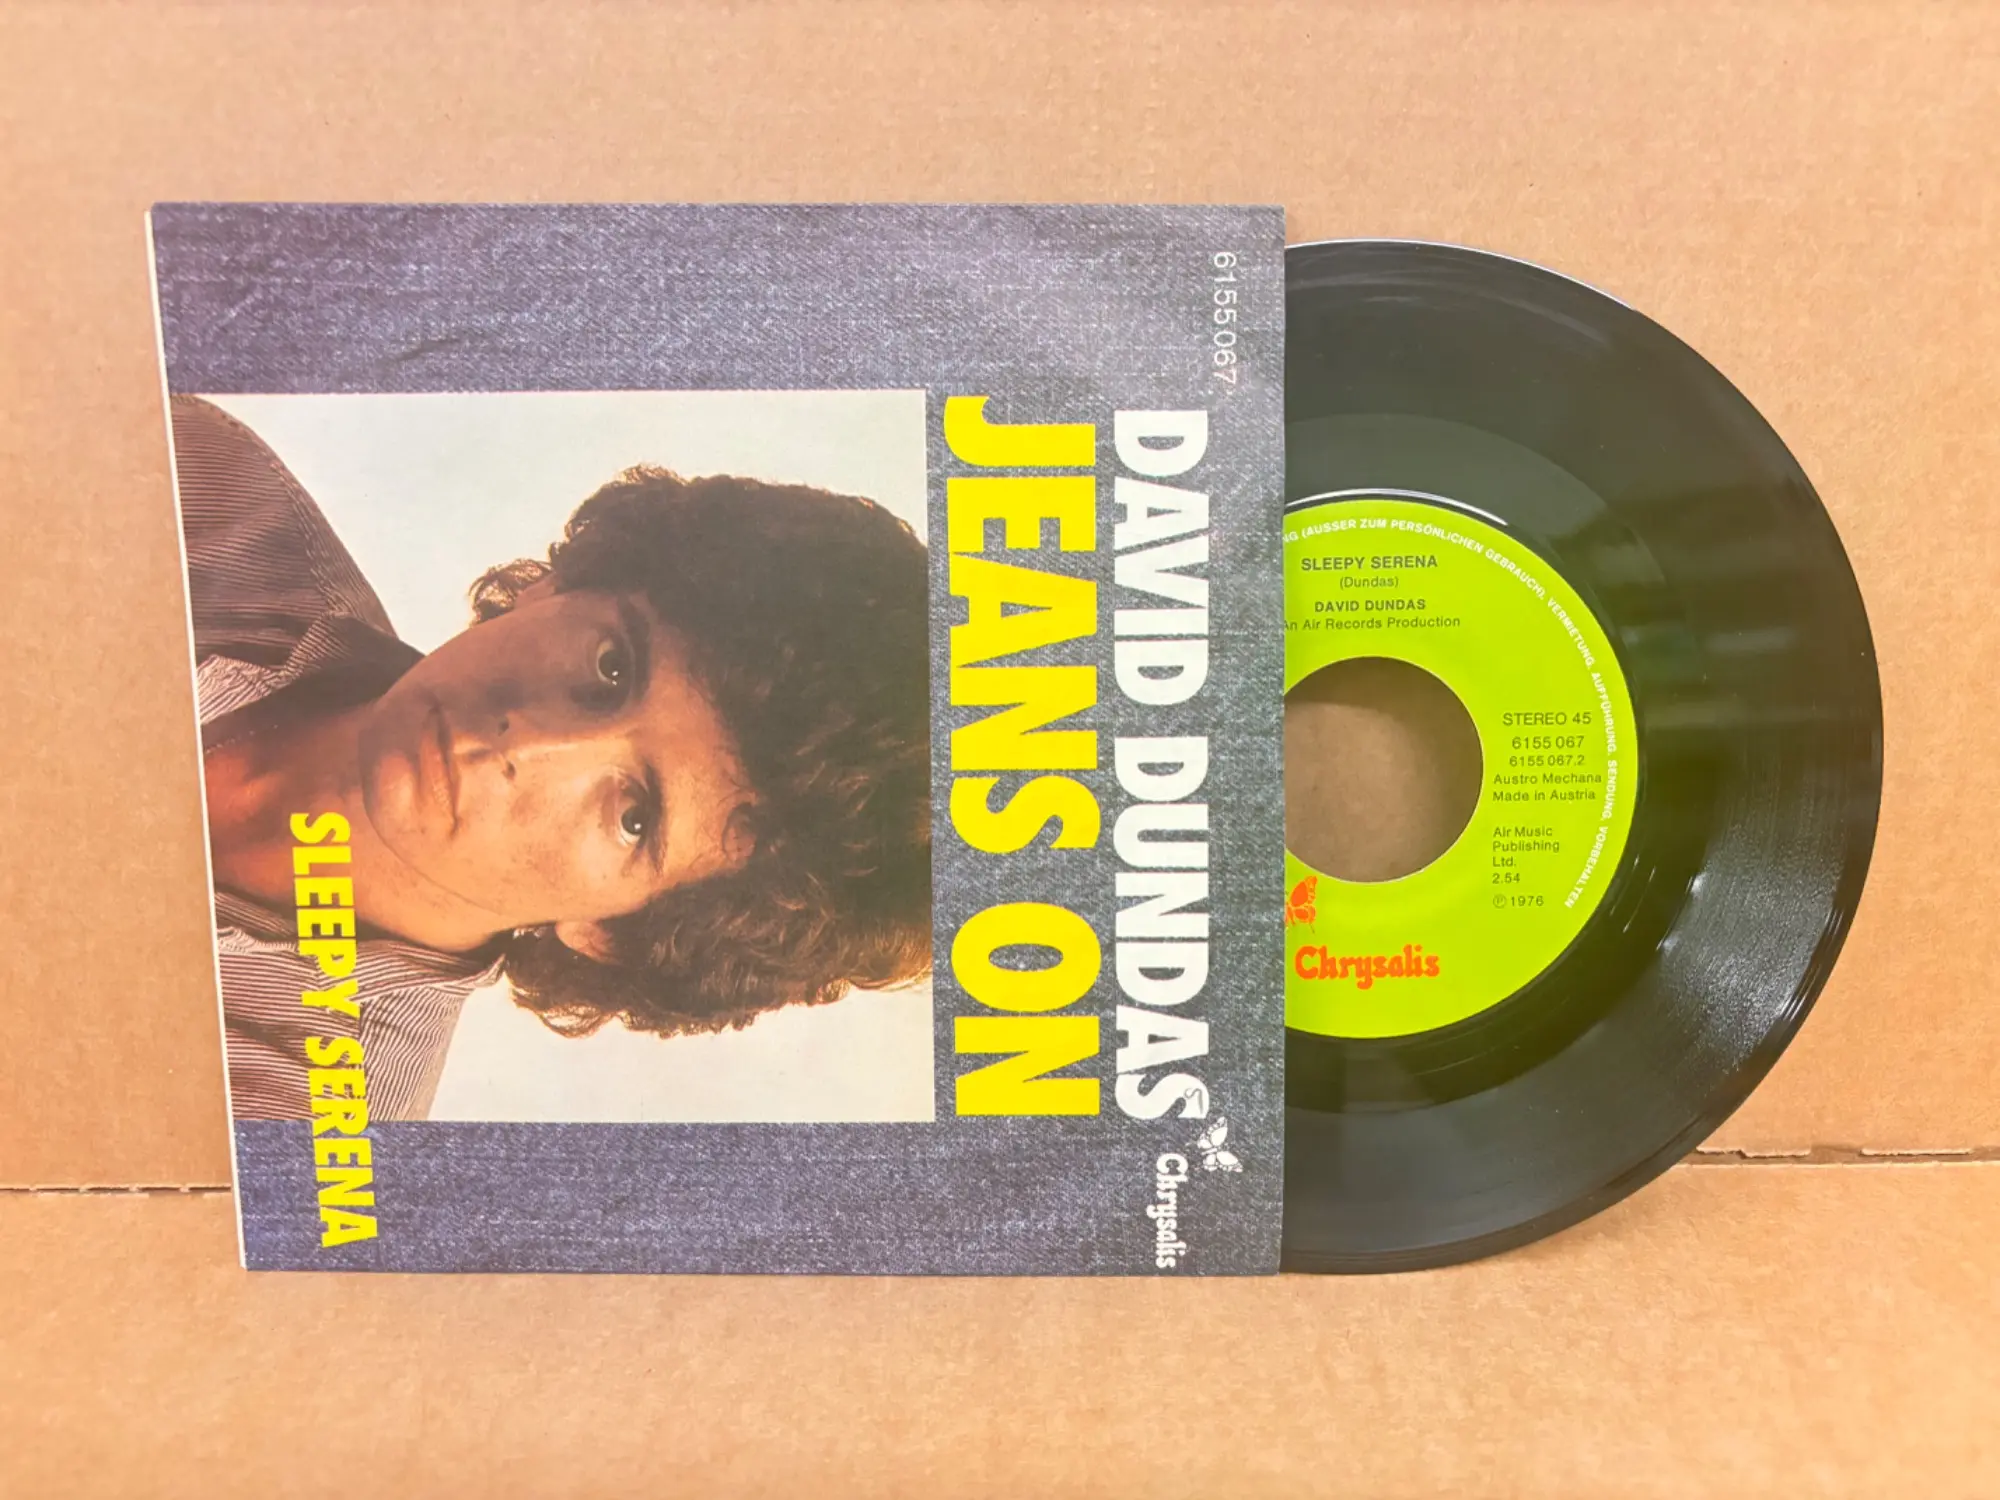 6155 067
DAVID DUNDAS
JEANS ON
SLEEPY SERENA
Chrysalis
(AUSSER ZUM PERSÖNLICHEN GEBRAUCH), VERMIETUNG, AUFFÜHRUNG, SENDUNG, VORBEHALTEN
SLEEPY SERENA
(Dundas)
DAVID DUNDAS
An Air Records Production
STEREO 45
6155 067
6155 067.2
Austro Mechana
Made in Austria
Air Music
Publishing
Ltd.
2.54
℗ 1976
Chrysalis